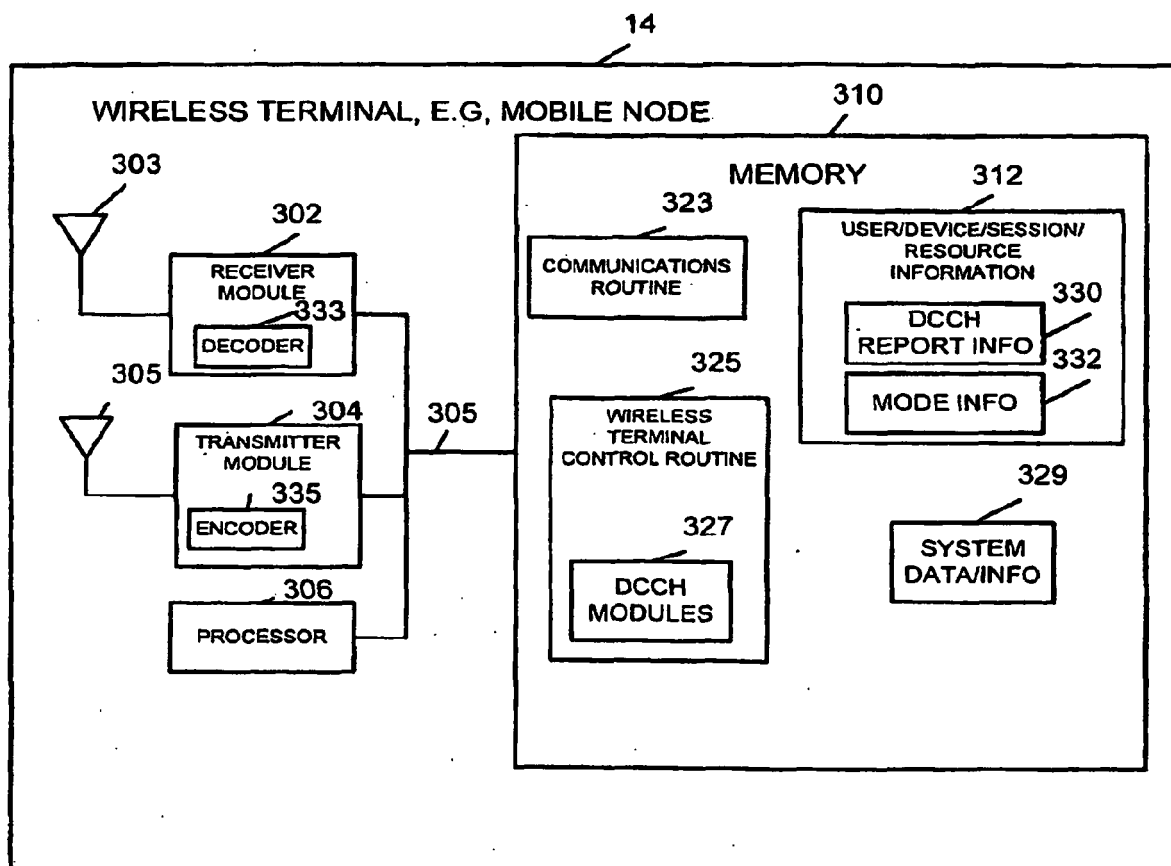 14
WIRELESS TERMINAL, E.G, MOBILE NODE
310
MEMORY
303
302
RECEIVER
MODULE
333
DECODER
305
304
TRANSMITTER
MODULE
335
ENCODER
306
PROCESSOR
305
323
COMMUNICATIONS
ROUTINE
325
WIRELESS
TERMINAL
CONTROL ROUTINE
327
DCCH
MODULES
312
USER/DEVICE/SESSION/
RESOURCE
INFORMATION
330
DCCH
REPORT INFO
332
MODE INFO
329
SYSTEM
DATA/INFO